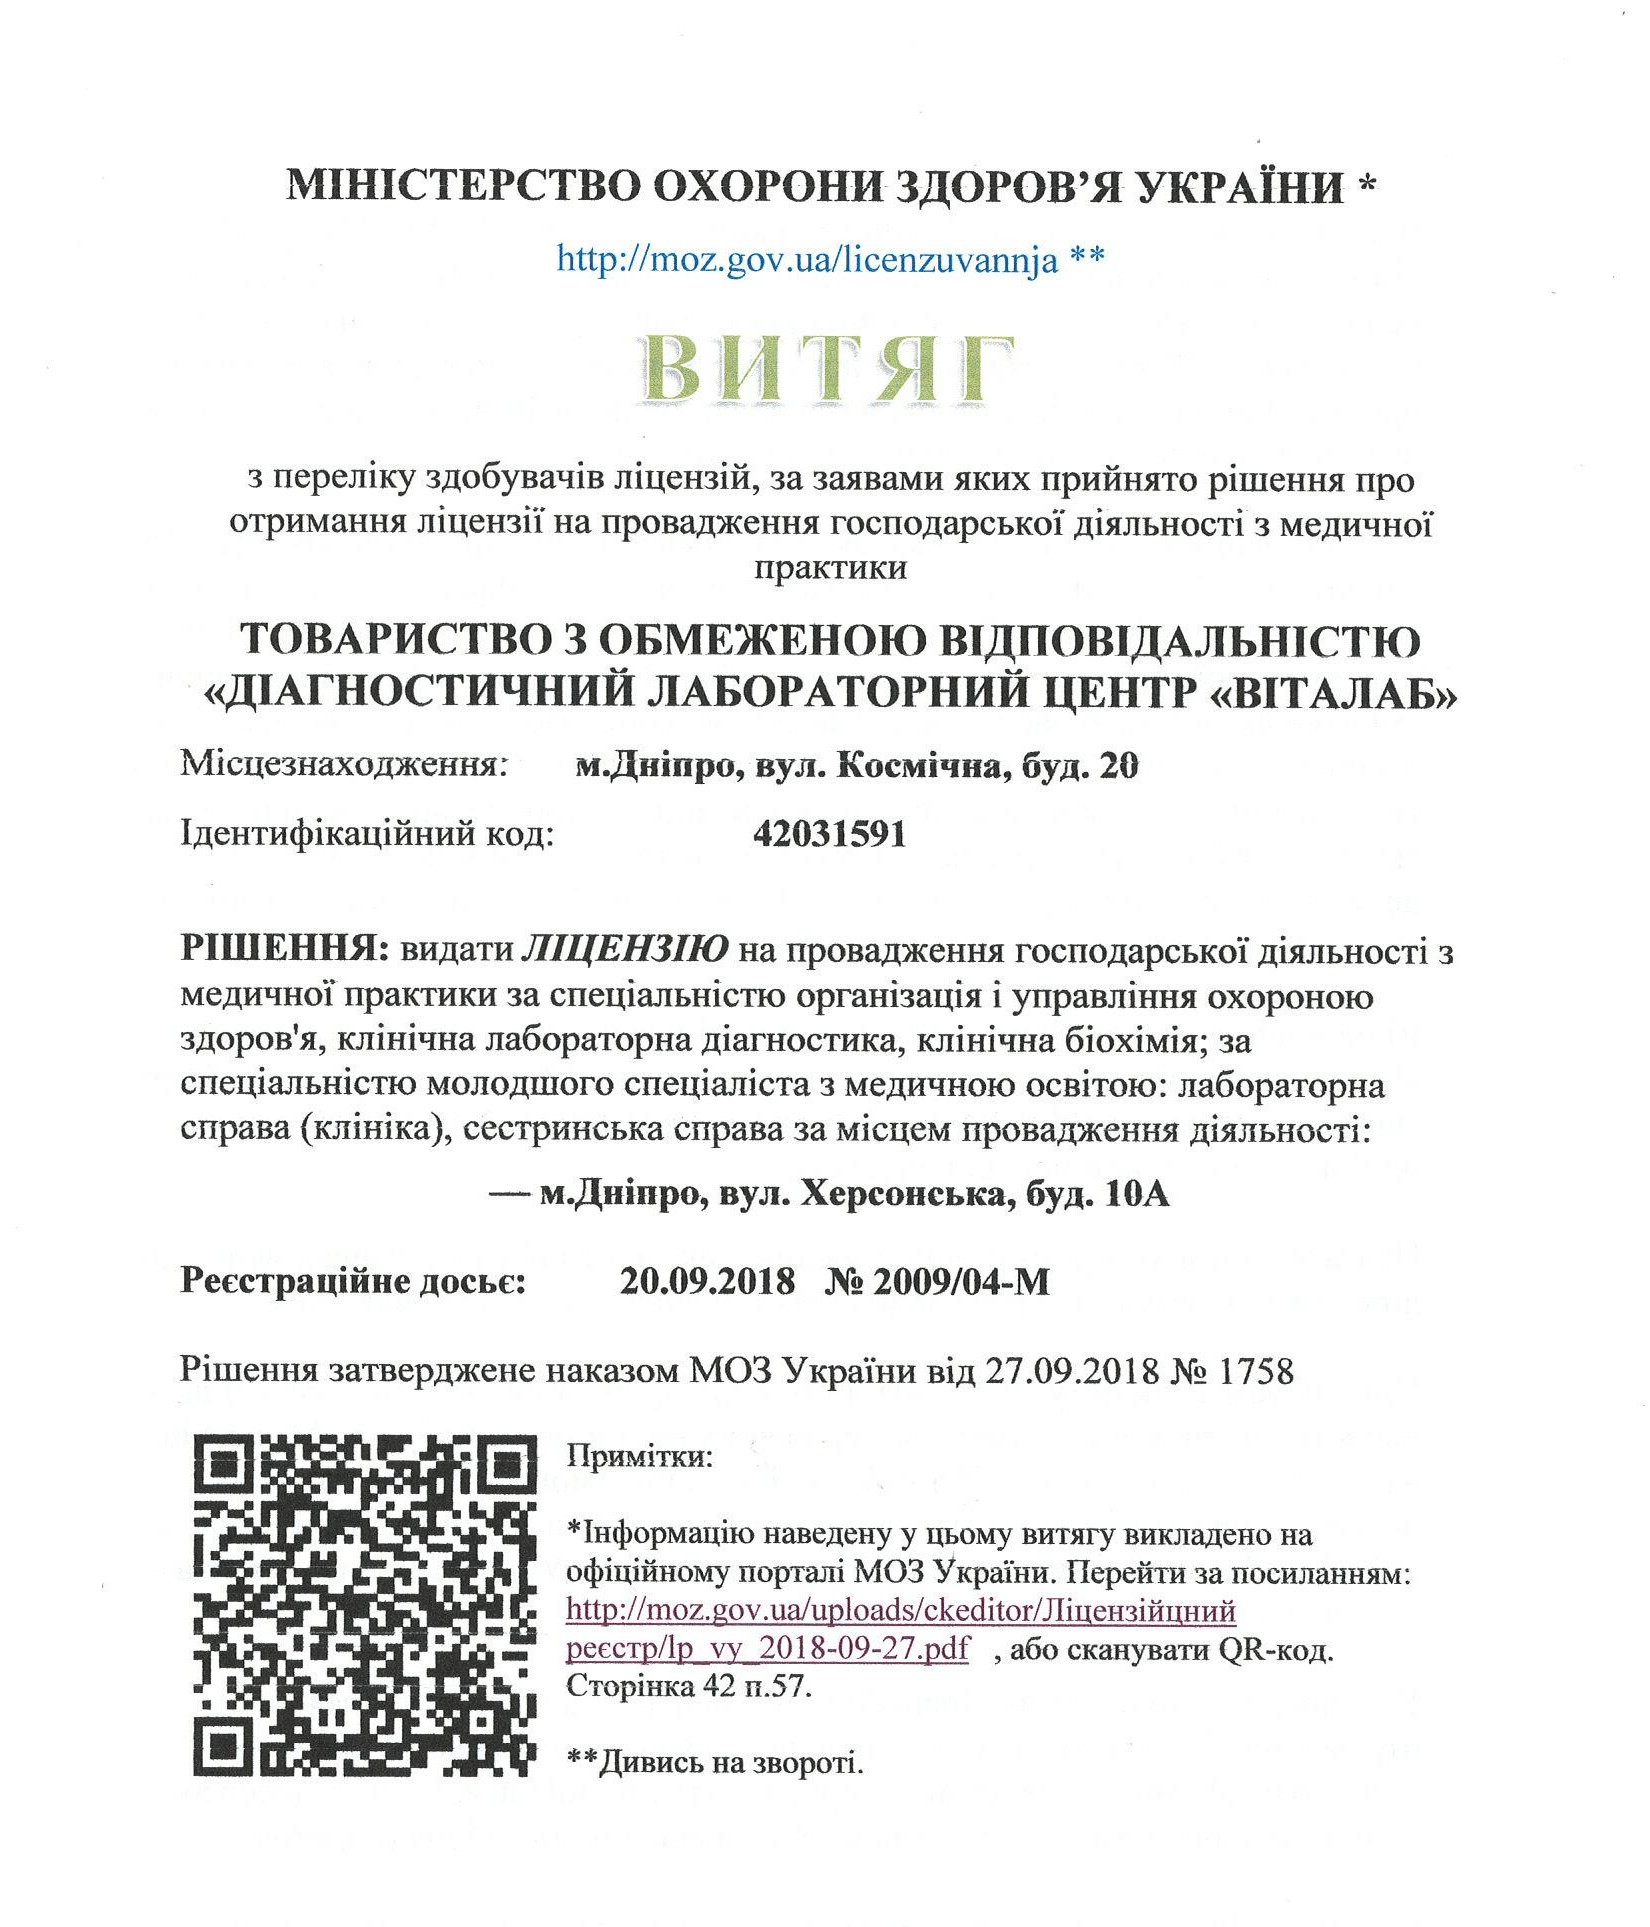 МІНІСТЕРСТВО ОХОРОНИ ЗДОРОВ’Я УКРАЇНИ *
http://moz.gov.ua/licenzuvannja **
ВИТЯГ
з переліку здобувачів ліцензій, за заявами яких прийнято рішення про
отримання ліцензії на провадження господарської діяльності з медичної
практики
ТОВАРИСТВО З ОБМЕЖЕНОЮ ВІДПОВІДАЛЬНІСТЮ
«ДІАГНОСТИЧНИЙ ЛАБОРАТОРНИЙ ЦЕНТР «ВІТАЛАБ»
Місцезнаходження: м.Дніпро, вул. Космічна, буд. 20
Ідентифікаційний код: 42031591
РІШЕННЯ: видати ЛІЦЕНЗІЮ на провадження господарської діяльності з
медичної практики за спеціальністю організація і управління охороною
здоров'я, клінічна лабораторна діагностика, клінічна біохімія; за
спеціальністю молодшого спеціаліста з медичною освітою: лабораторна
справа (клініка), сестринська справа за місцем провадження діяльності:
— м.Дніпро, вул. Херсонська, буд. 10А
Реєстраційне досьє: 20.09.2018 № 2009/04-М
Рішення затверджене наказом МОЗ України від 27.09.2018 № 1758
Примітки:
*Інформацію наведену у цьому витягу викладено на
офіційному порталі МОЗ України. Перейти за посиланням:
http://moz.gov.ua/uploads/ckeditor/Ліцензійцний
реєстр/lp_vy_2018-09-27.pdf , або сканувати QR-код.
Сторінка 42 п.57.
**Дивись на звороті.